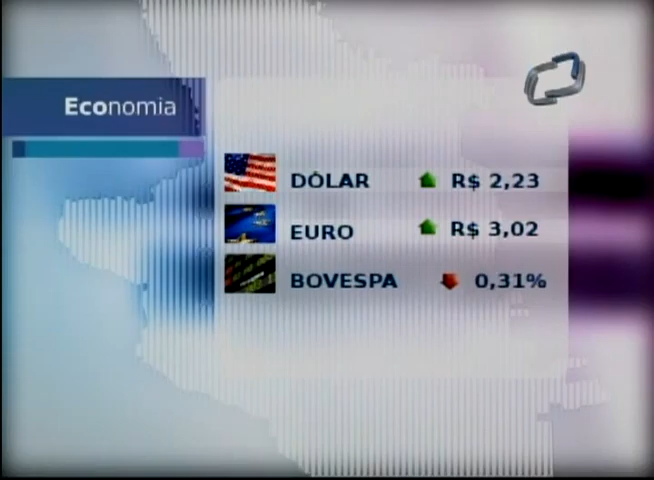 Economia
DÓLAR R$ 2,23
EURO R$ 3,02
BOVESPA 0,31%